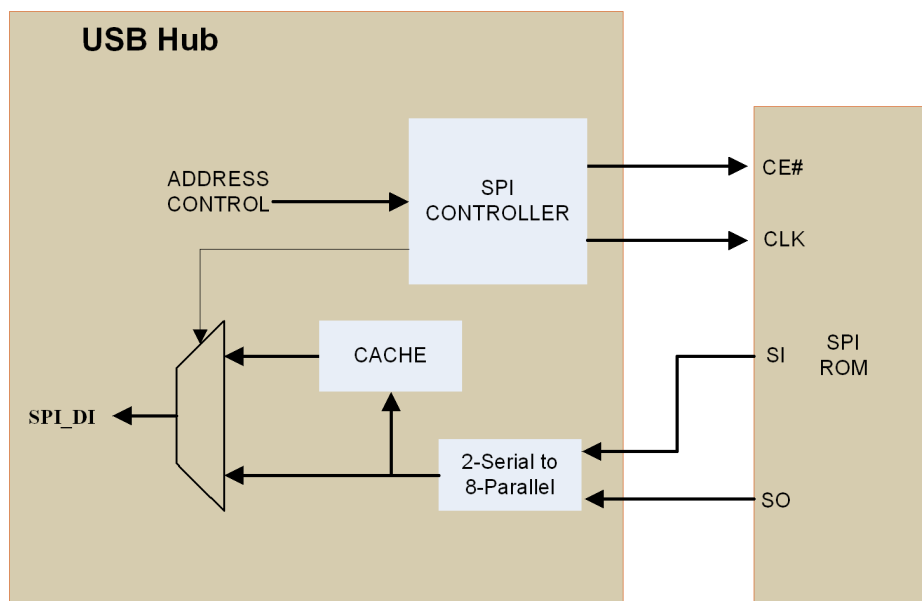 USB Hub
ADDRESS
CONTROL
SPI
CONTROLLER
CE#
CLK
CACHE
SI
SPI
ROM
SPI_DI
2-Serial to
8-Parallel
SO